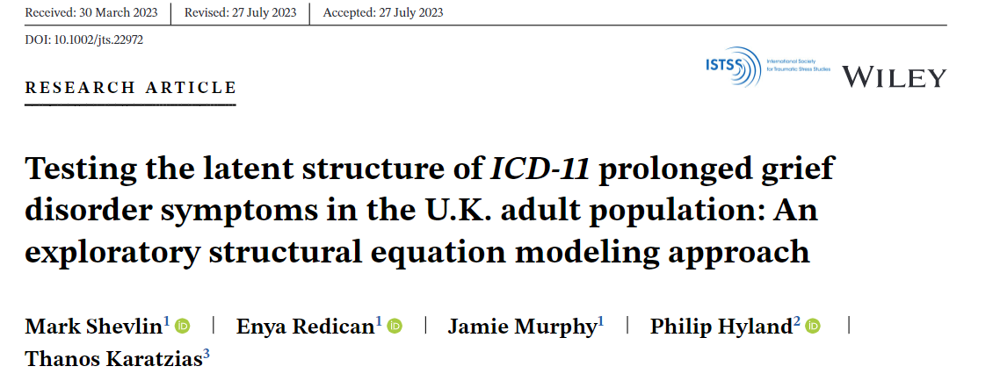 Received: 30 March 2023 | Revised: 27 July 2023 | Accepted: 27 July 2023
DOI: 10.1002/jts.22972
ISTSS International Society
for Traumatic Stress Studies
WILEY
RESEARCH ARTICLE
Testing the latent structure of ICD-11 prolonged grief
disorder symptoms in the U.K. adult population: An
exploratory structural equation modeling approach
Mark Shevlin1 iD | Enya Redican1 iD | Jamie Murphy1 | Philip Hyland2 iD |
Thanos Karatzias3